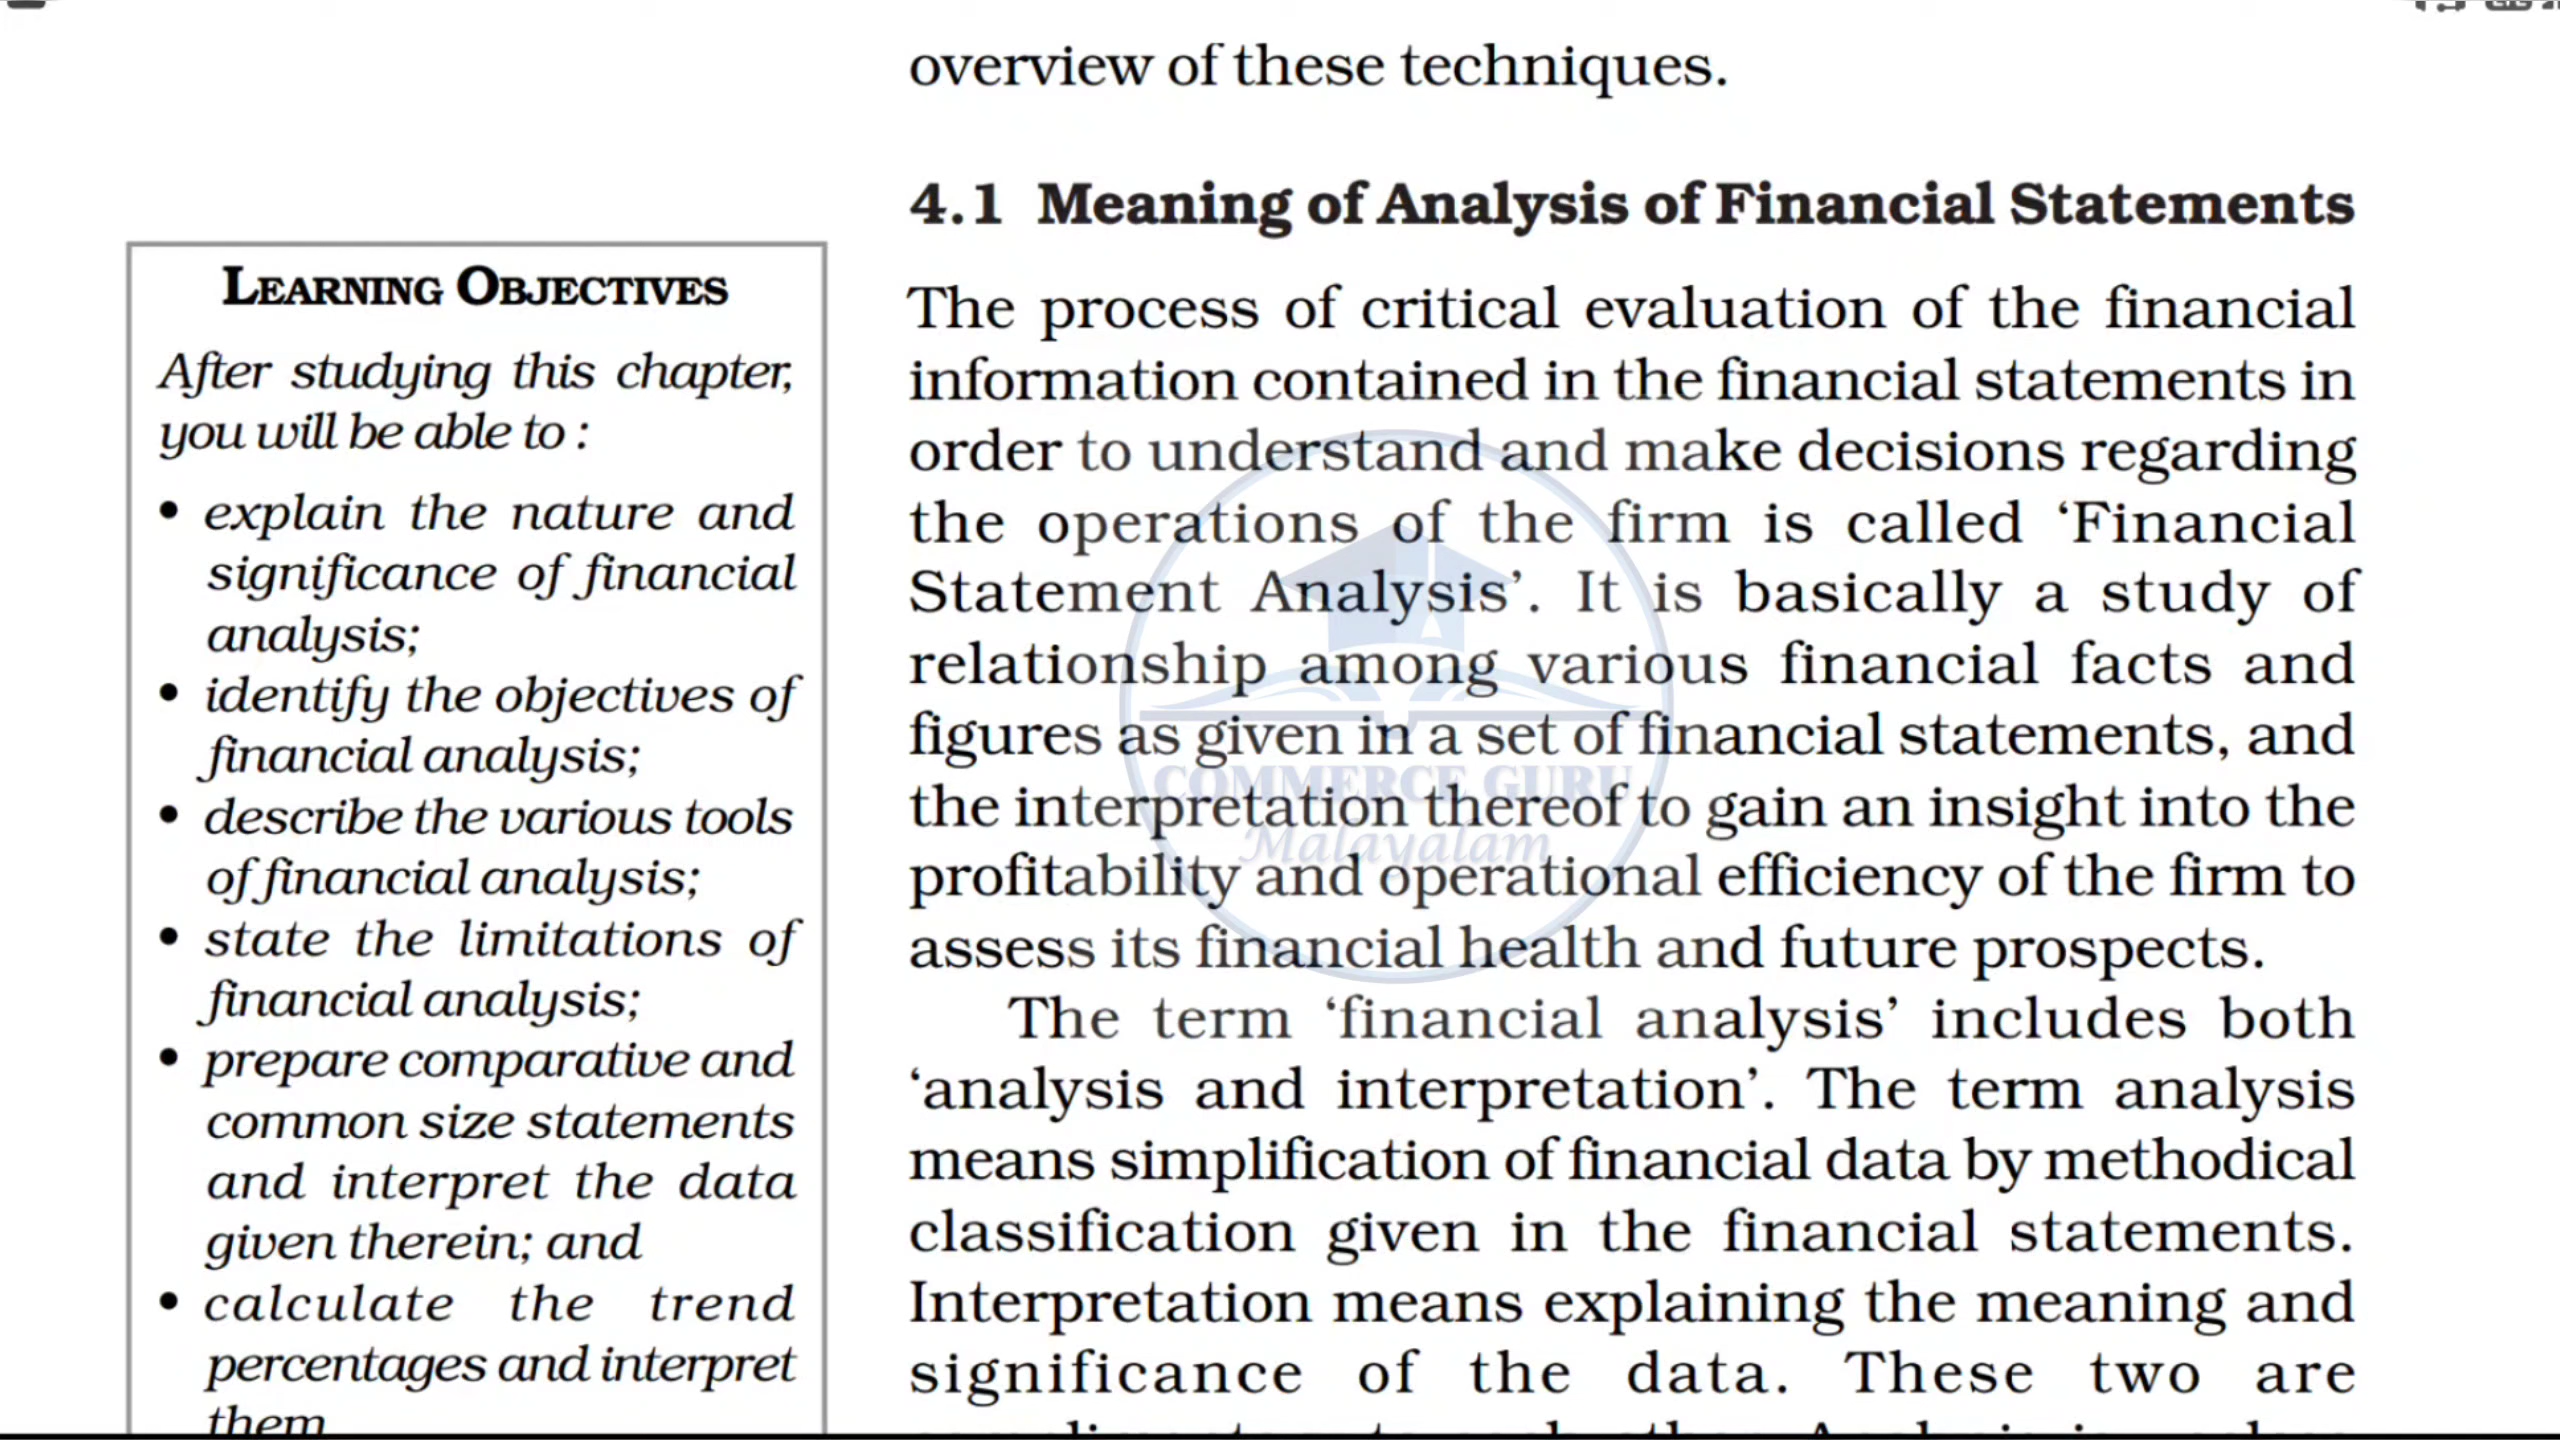 overview of these techniques.
4.1 Meaning of Analysis of Financial Statements
LEARNING OBJECTIVES
After studying this chapter,
you will be able to :
• explain the nature and
significance of financial
analysis;
• identify the objectives of
financial analysis;
• describe the various tools
of financial analysis;
• state the limitations of
financial analysis;
• prepare comparative and
common size statements
and interpret the data
given therein; and
• calculate the trend
percentages and interpret
them
The process of critical evaluation of the financial
information contained in the financial statements in
order to understand and make decisions regarding
the operations of the firm is called ‘Financial
Statement Analysis’. It is basically a study of
relationship among various financial facts and
figures as given in a set of financial statements, and
the interpretation thereof to gain an insight into the
profitability and operational efficiency of the firm to
assess its financial health and future prospects.
The term ‘financial analysis’ includes both
‘analysis and interpretation’. The term analysis
means simplification of financial data by methodical
classification given in the financial statements.
Interpretation means explaining the meaning and
significance of the data. These two are
COMMERCE GURU
Malayalam